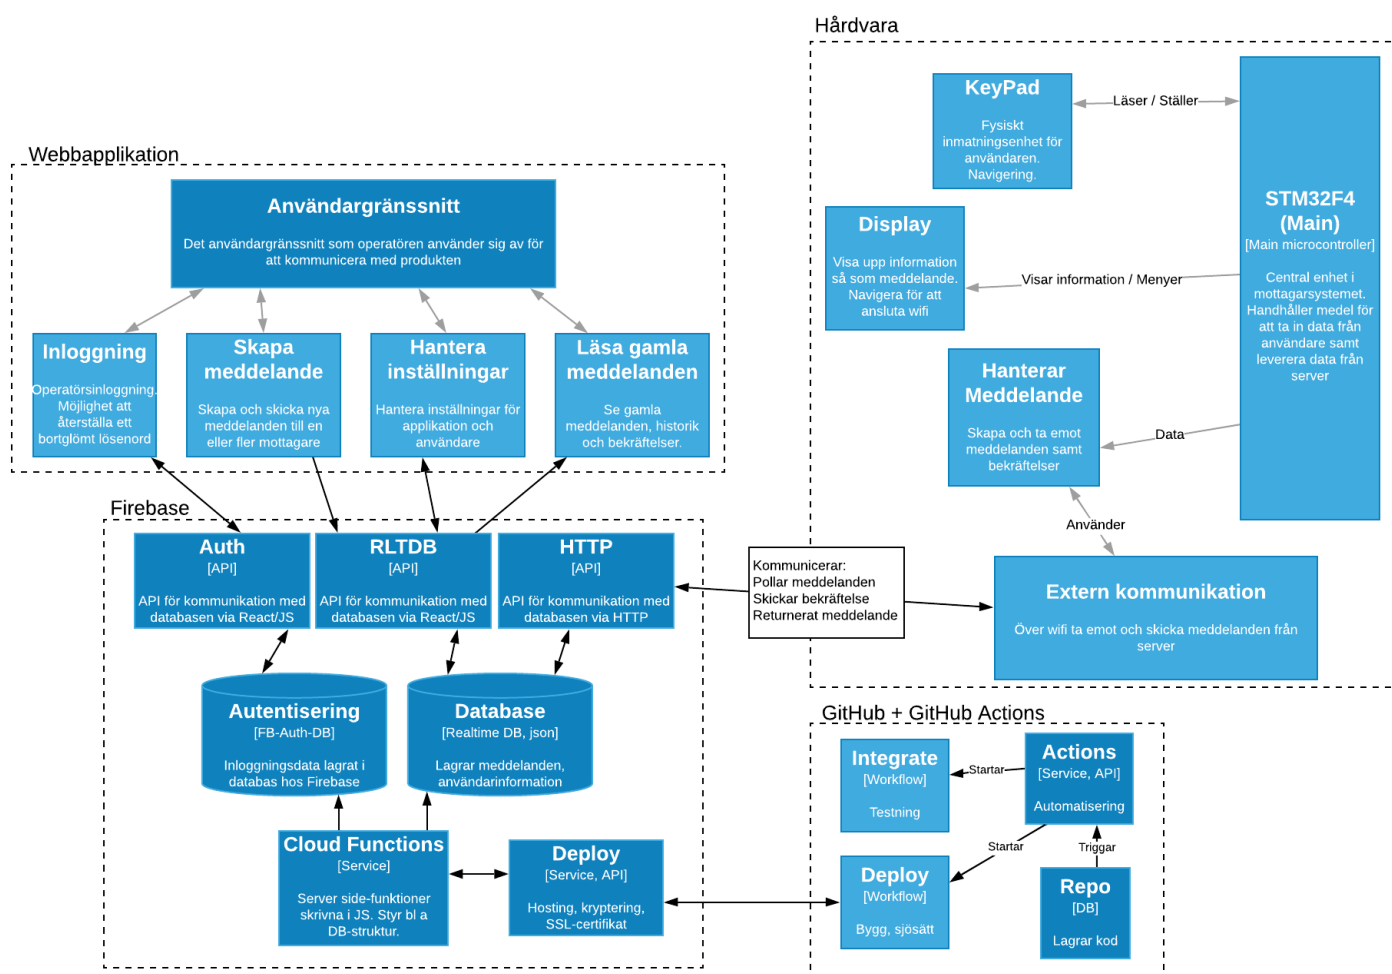 Hårdvara
KeyPad
Fysiskt
inmatningsenhet för
användaren.
Navigering.
Läser / Ställer
STM32F4
(Main)
[Main microcontroller]
Central enhet i
mottagarsystemet.
Handhåller medel för
att ta in data från
användare samt
leverera data från
server
Display
Visa upp information
så som meddelande.
Navigera för att
ansluta wifi
Visar information / Menyer
Hanterar
Meddelande
Skapa och ta emot
meddelanden samt
bekräftelser
Data
Använder
Extern kommunikation
Över wifi ta emot och skicka meddelanden från
server
Webbapplikation
Användargränssnitt
Det användargränssnitt som operatören använder sig av för
att kommunicera med produkten
Inloggning
Operatörsinloggning.
Möjlighet att
återställa ett
bortglömt lösenord
Skapa
meddelande
Skapa och skicka nya
meddelanden till en
eller fler mottagare
Hantera
inställningar
Hantera inställningar för
applikation och
användare
Läsa gamla
meddelanden
Se gamla
meddelanden, historik
och bekräftelser.
Firebase
Auth
[API]
API för kommunikation med
databasen via React/JS
RLTDB
[API]
API för kommunikation med
databasen via React/JS
HTTP
[API]
API för kommunikation med
databasen via HTTP
Kommunicerar:
Pollar meddelanden
Skickar bekräftelse
Returnerat meddelande
Autentisering
[FB-Auth-DB]
Inloggningsdata lagrat i
databas hos Firebase
Database
[Realtime DB, json]
Lagrar meddelanden,
användarinformation
Cloud Functions
[Service]
Server side-funktioner
skrivna i JS. Styr bl a
DB-struktur.
Deploy
[Service, API]
Hosting, kryptering,
SSL-certifikat
GitHub + GitHub Actions
Integrate
[Workflow]
Testning
Startar
Actions
[Service, API]
Automatisering
Startar
Triggar
Deploy
[Workflow]
Bygg, sjösätt
Repo
[DB]
Lagrar kod